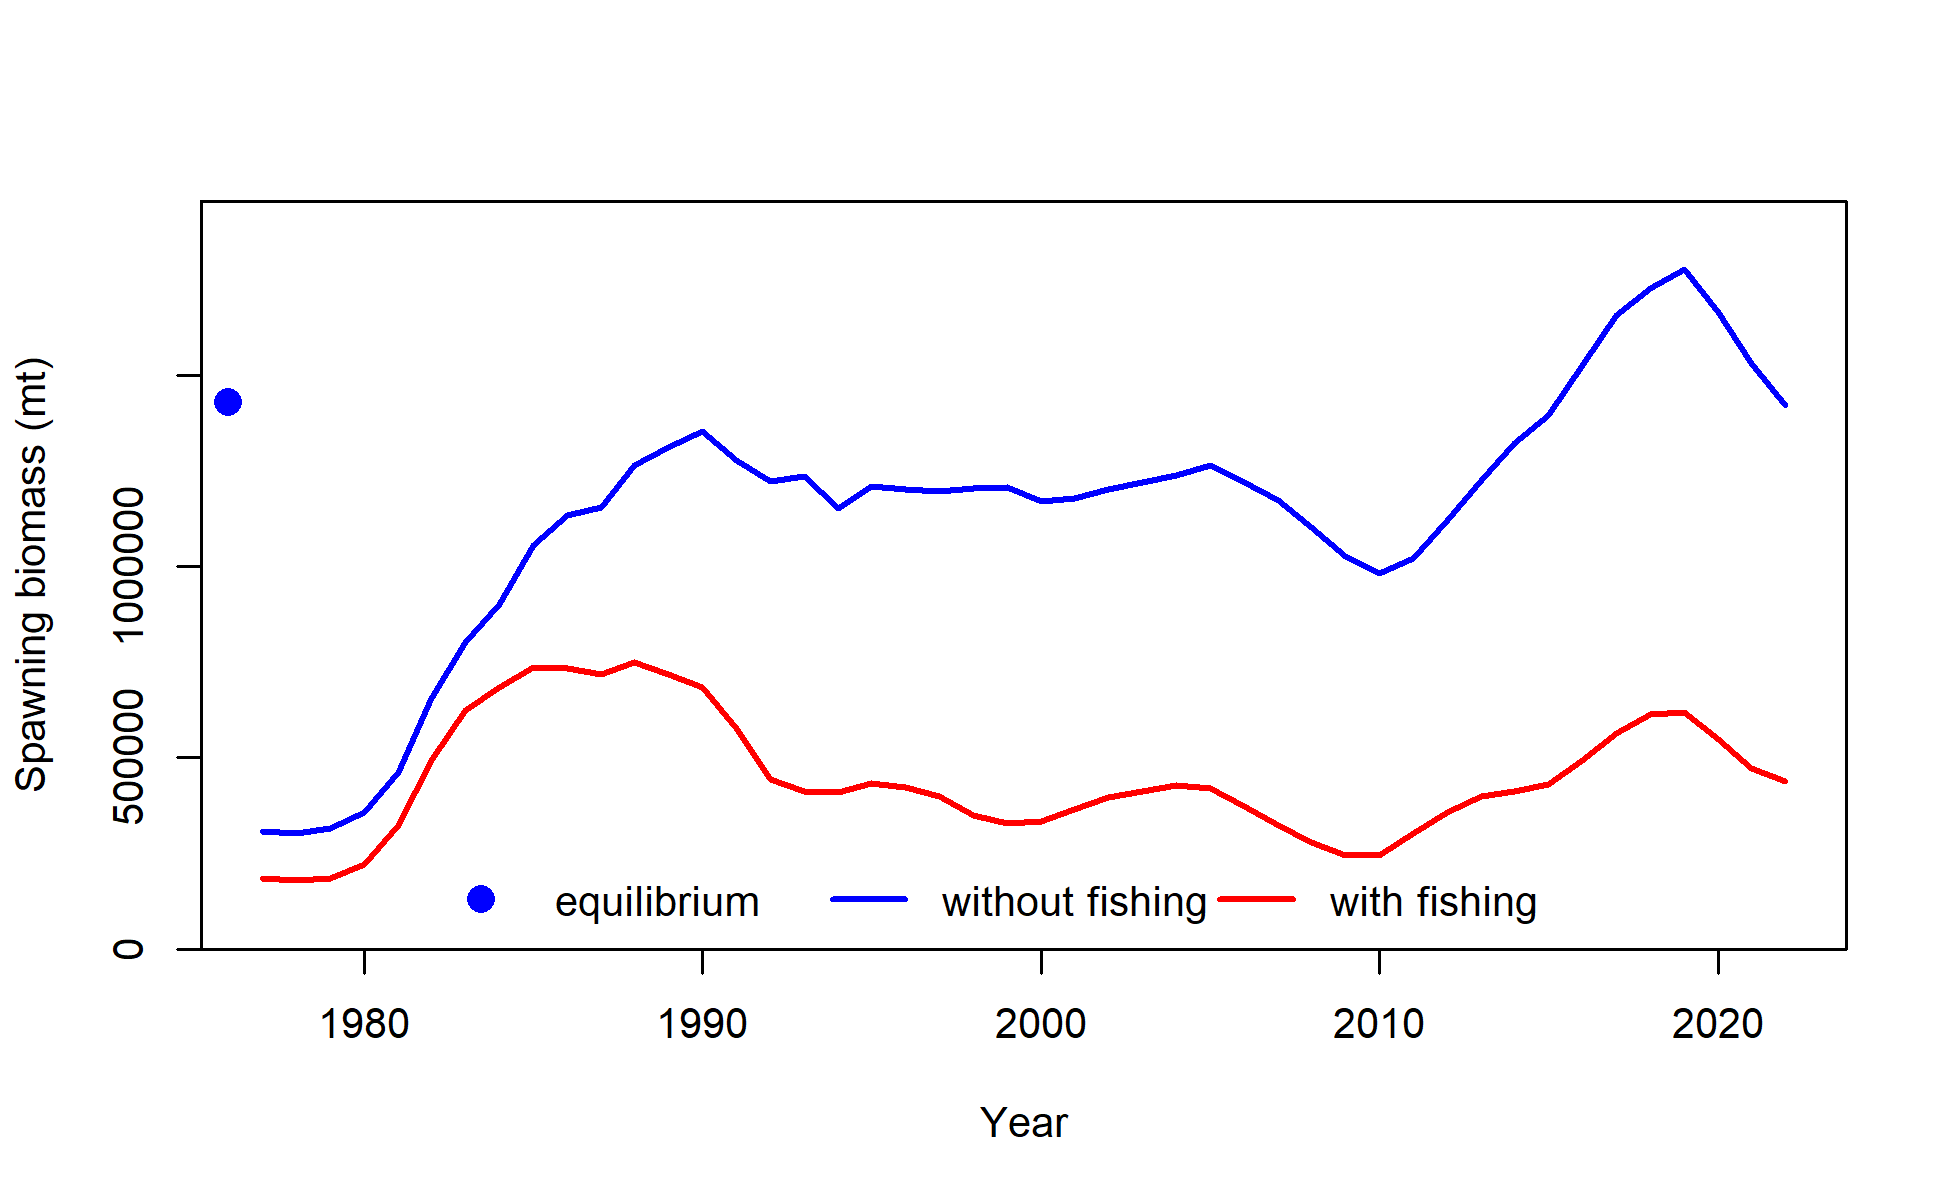 Spawning biomass (mt)
1000000
500000
0
equilibrium without fishing with fishing
1980 1990 2000 2010 2020
Year